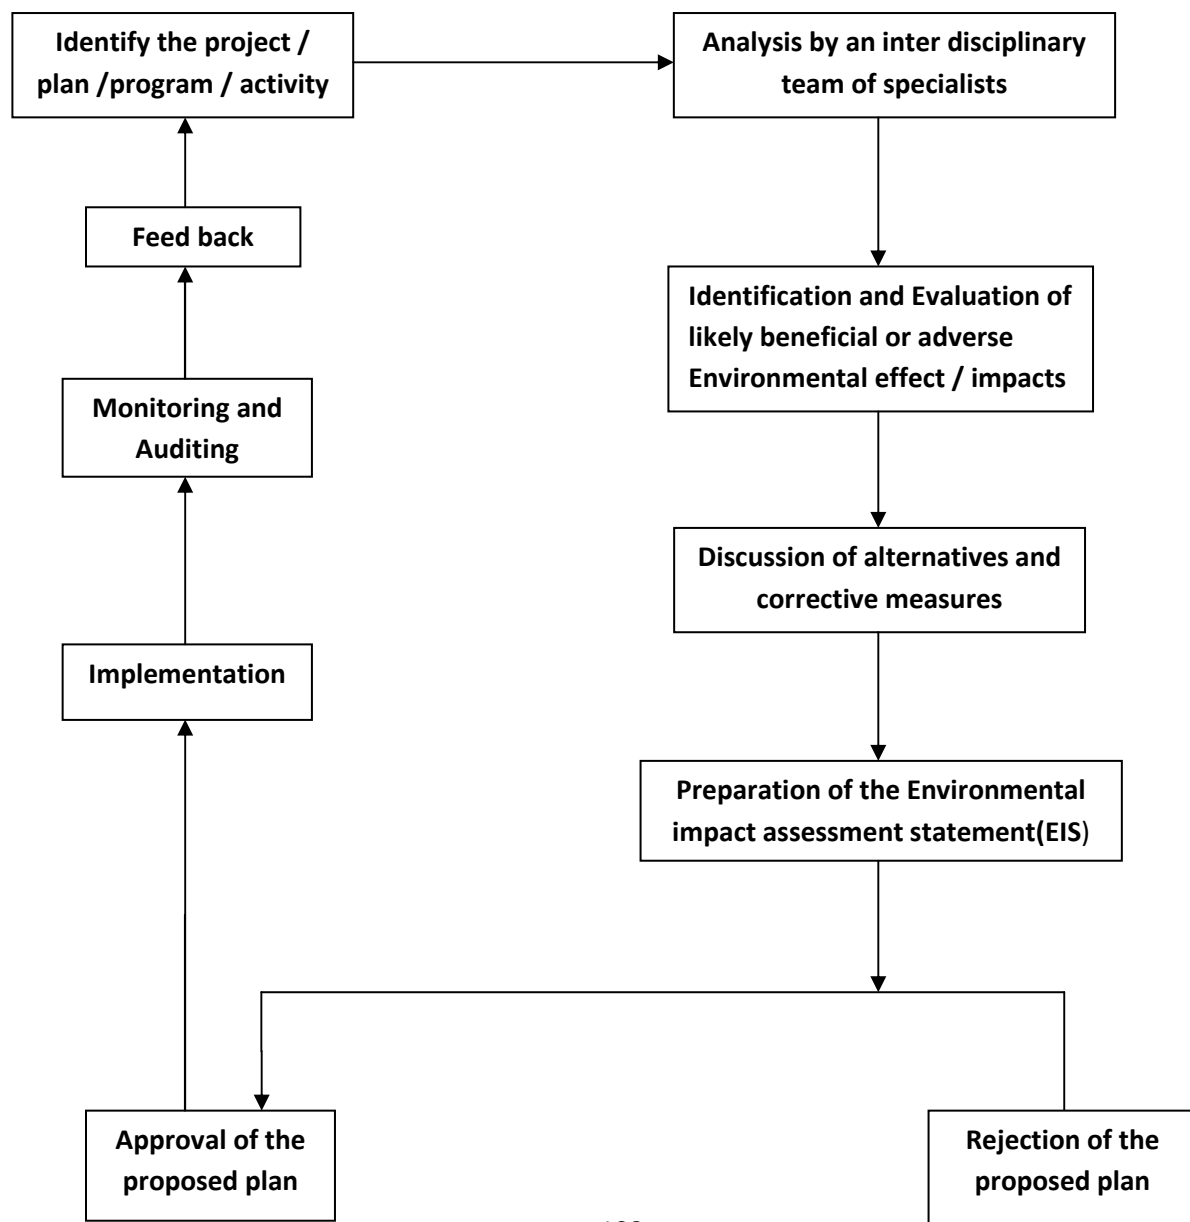 Identify the project /
plan /program / activity
Analysis by an inter disciplinary
team of specialists
Feed back
Identification and Evaluation of
likely beneficial or adverse
Environmental effect / impacts
Monitoring and
Auditing
Discussion of alternatives and
corrective measures
Implementation
Preparation of the Environmental
impact assessment statement(EIS)
Approval of the
proposed plan
Rejection of the
proposed plan